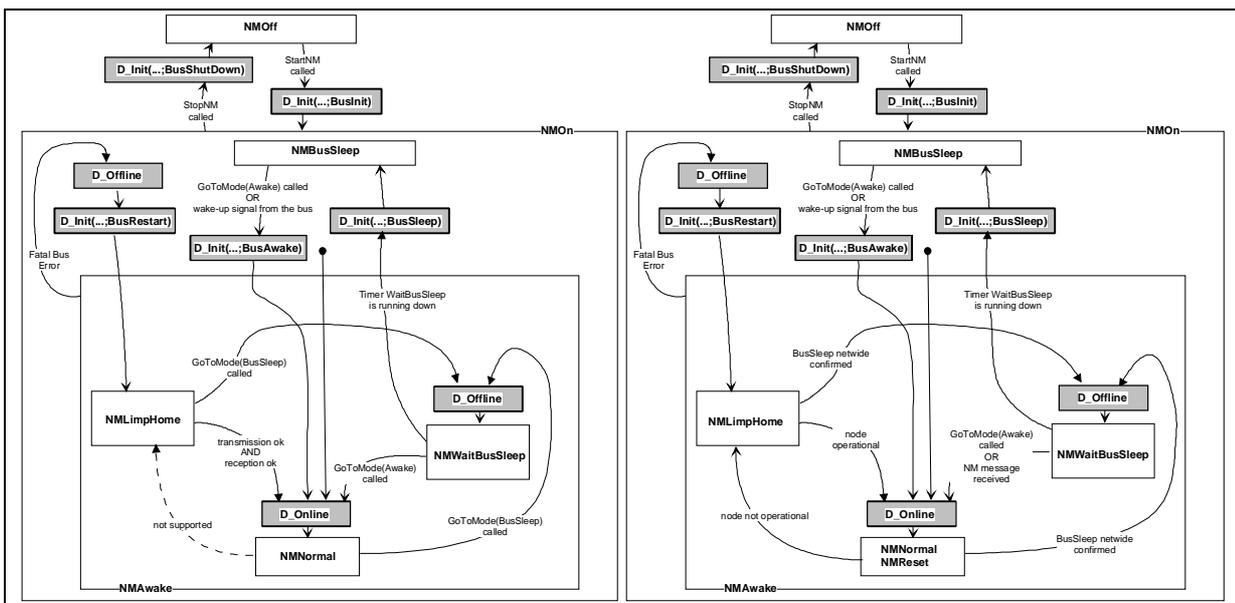 NMOff
D_Init(...;BusShutDown)
StartNM
called
StopNM
called
D_Init(...;BusInit)
NMOn
NMBusSleep
D_Offline
GoToMode(Awake) called
OR
wake-up signal from the bus
D_Init(...;BusRestart)
D_Init(...;BusSleep)
D_Init(...;BusAwake)
Fatal Bus
Error
Timer WaitBusSleep
is running down
GoToMode(BusSleep)
called
D_Offline
NMLimpHome
transmission ok
AND
reception ok
NMWaitBusSleep
GoToMode(Awake)
called
D_Online
not supported
GoToMode(BusSleep)
called
NMNormal
NMAwake
NMOff
D_Init(...;BusShutDown)
StartNM
called
StopNM
called
D_Init(...;BusInit)
NMOn
NMBusSleep
D_Offline
GoToMode(Awake) called
OR
wake-up signal from the bus
D_Init(...;BusRestart)
D_Init(...;BusSleep)
D_Init(...;BusAwake)
Fatal Bus
Error
Timer WaitBusSleep
is running down
BusSleep netwide
confirmed
D_Offline
NMLimpHome
node
operational
GoToMode(Awake)
called
OR
NM message
received
NMWaitBusSleep
D_Online
node not operational
BusSleep netwide
confirmed
NMNormal
NMReset
NMAwake